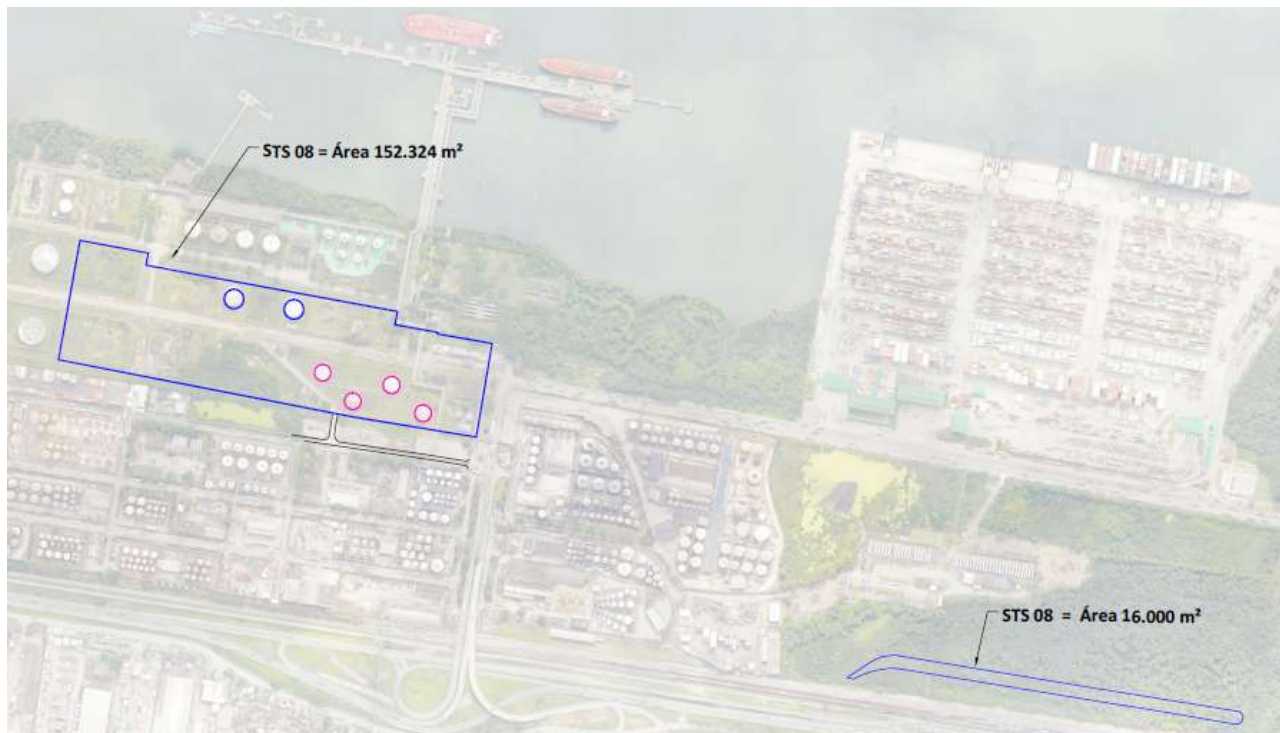 STS 08 = Área 152.324 m²
STS 08 = Área 16.000 m²